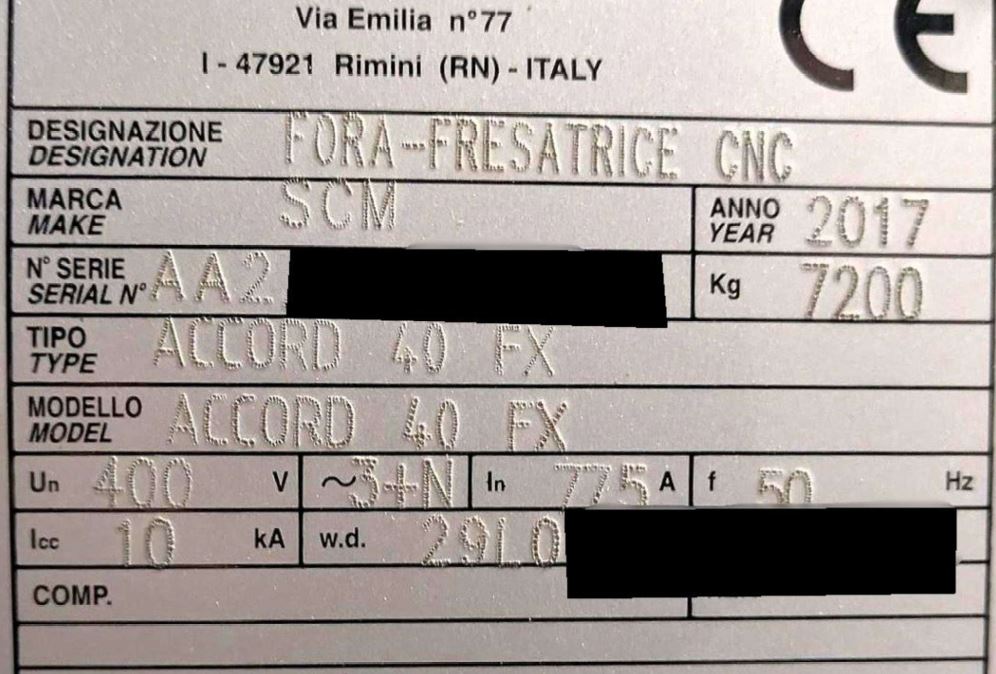 Via Emilia n°77
I - 47921 Rimini (RN) - ITALY
CE
DESIGNAZIONE FORA-FRESATRICE CNC
DESIGNATION
MARCA SCM ANNO 2017
MAKE YEAR
N° SERIE AA2 Kg 7200
SERIAL N°
TIPO ACCORD 40 FX
TYPE
MODELLO ACCORD 40 FX
MODEL
Un 400 V ~3+N In 775 A f 50 Hz
Icc 10 kA w.d. 29L0
COMP.